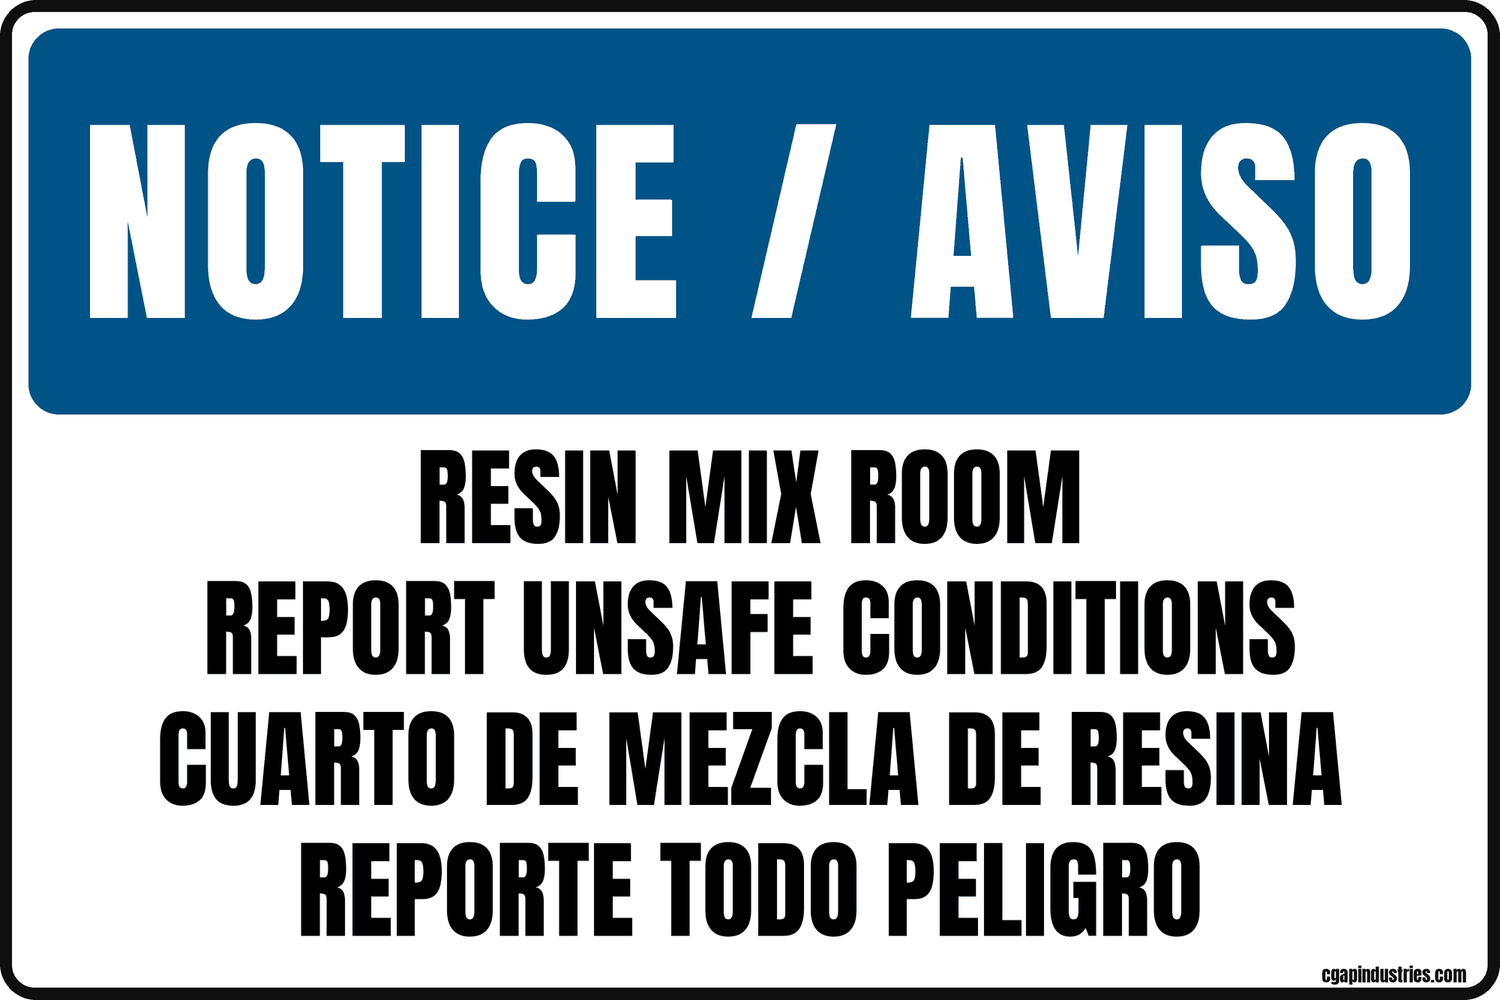 NOTICE / AVISO
RESIN MIX ROOM
REPORT UNSAFE CONDITIONS
CUARTO DE MEZCLA DE RESINA
REPORTE TODO PELIGRO
cgapindustries.com